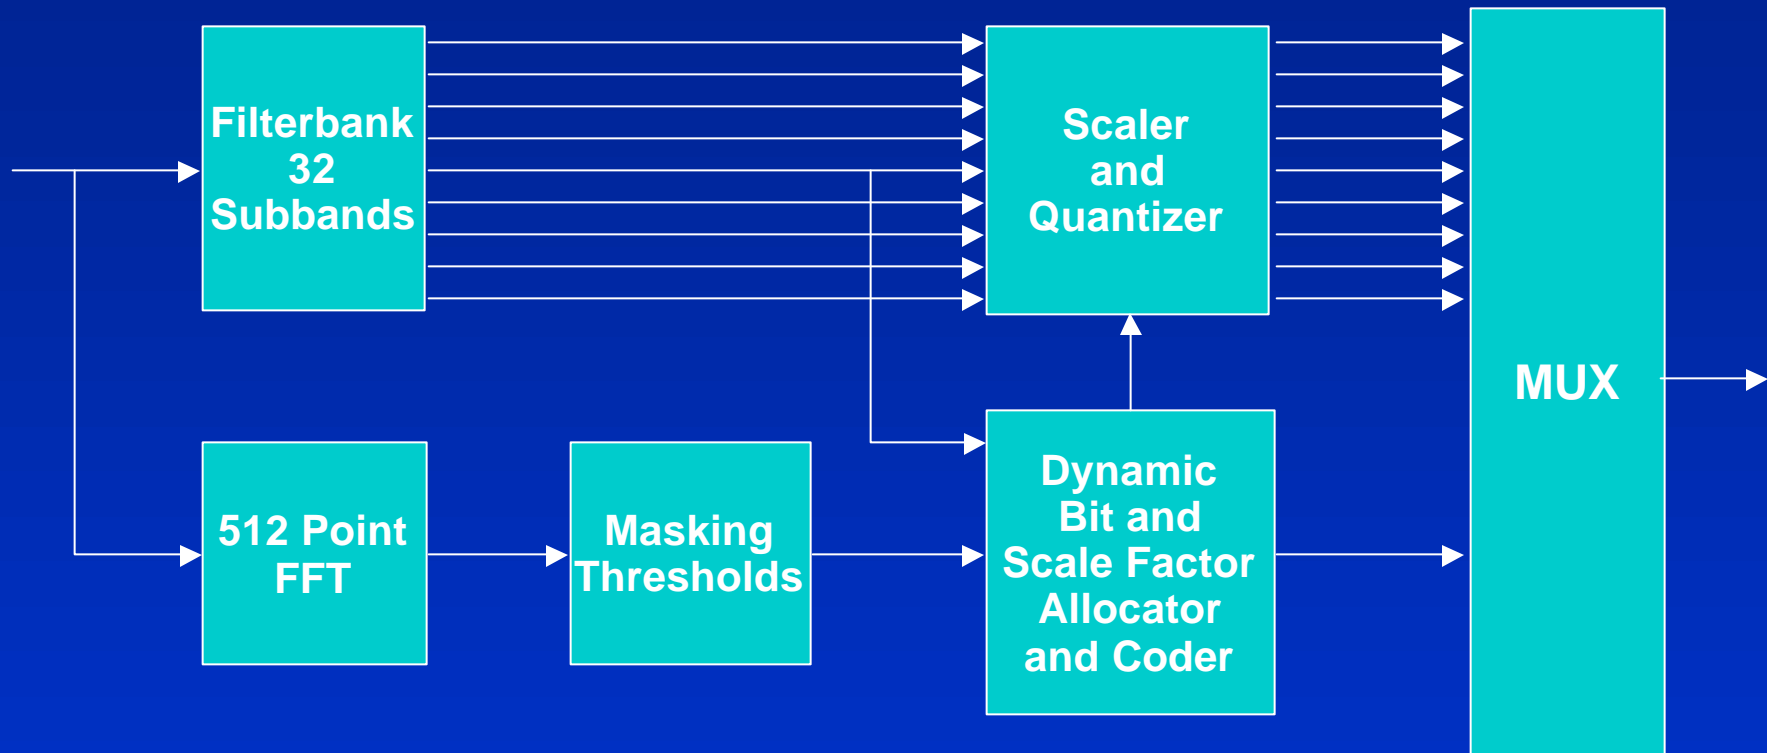 Filterbank
32
Subbands
Scaler
and
Quantizer
MUX
512 Point
FFT
Masking
Thresholds
Dynamic
Bit and
Scale Factor
Allocator
and Coder